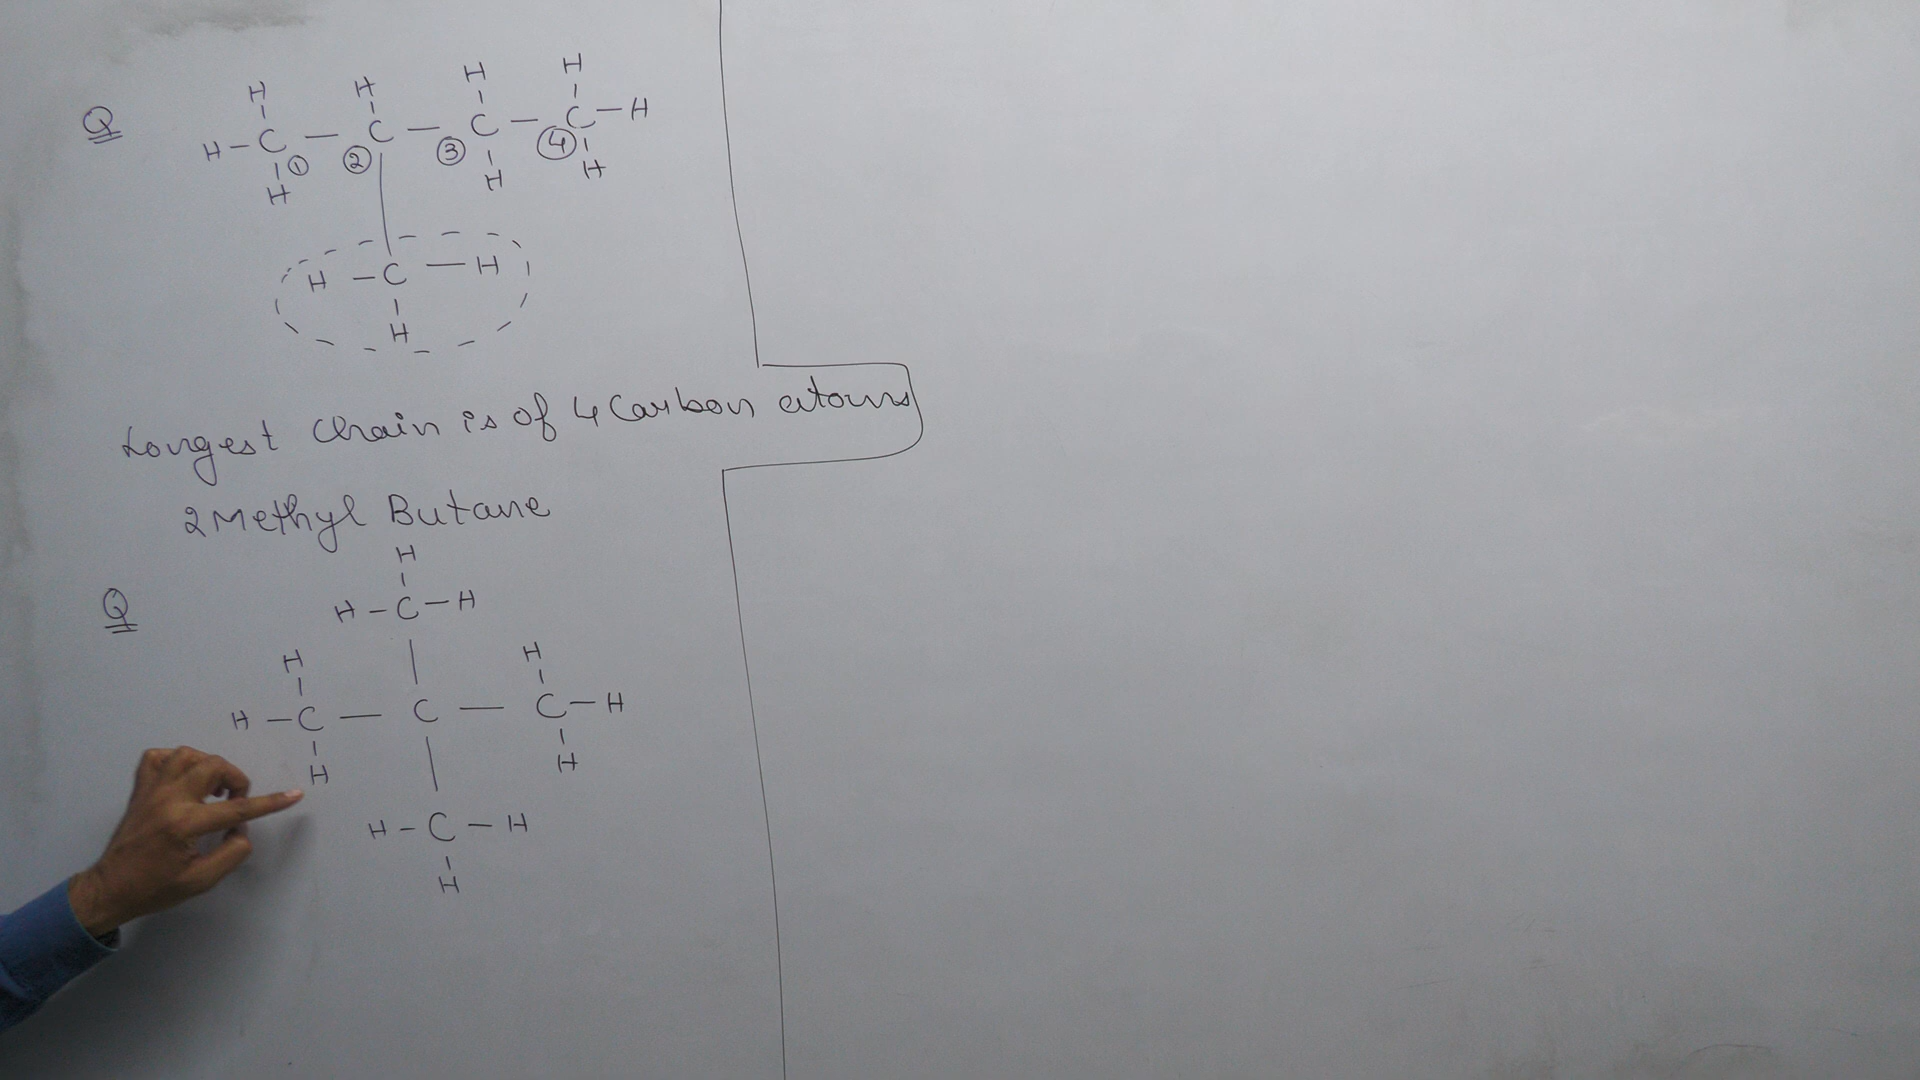 H H H H
Q H - C - C - C - C - H
① ② ③ ④
H H H
H - C - H
H
Longest Chain is of 4 Carbon atoms
2 Methyl Butane
H
Q H - C - H
H H
H - C - C - C - H
H H
H - C - H
H